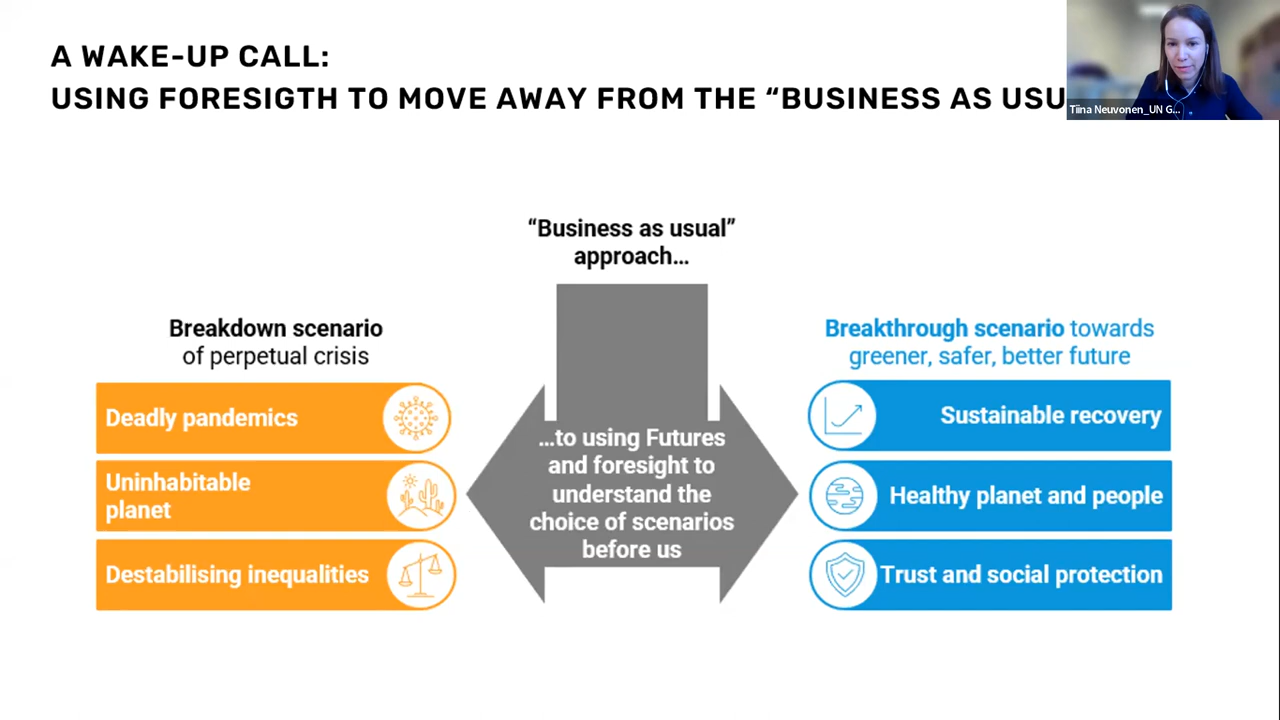 A WAKE-UP CALL:
USING FORESIGTH TO MOVE AWAY FROM THE “BUSINESS AS USU
Tiina Neuvonen_UN G...
“Business as usual”
approach...
Breakdown scenario
of perpetual crisis
Deadly pandemics
Uninhabitable
planet
Destabilising inequalities
...to using Futures
and foresight to
understand the
choice of scenarios
before us
Breakthrough scenario towards
greener, safer, better future
Sustainable recovery
Healthy planet and people
Trust and social protection